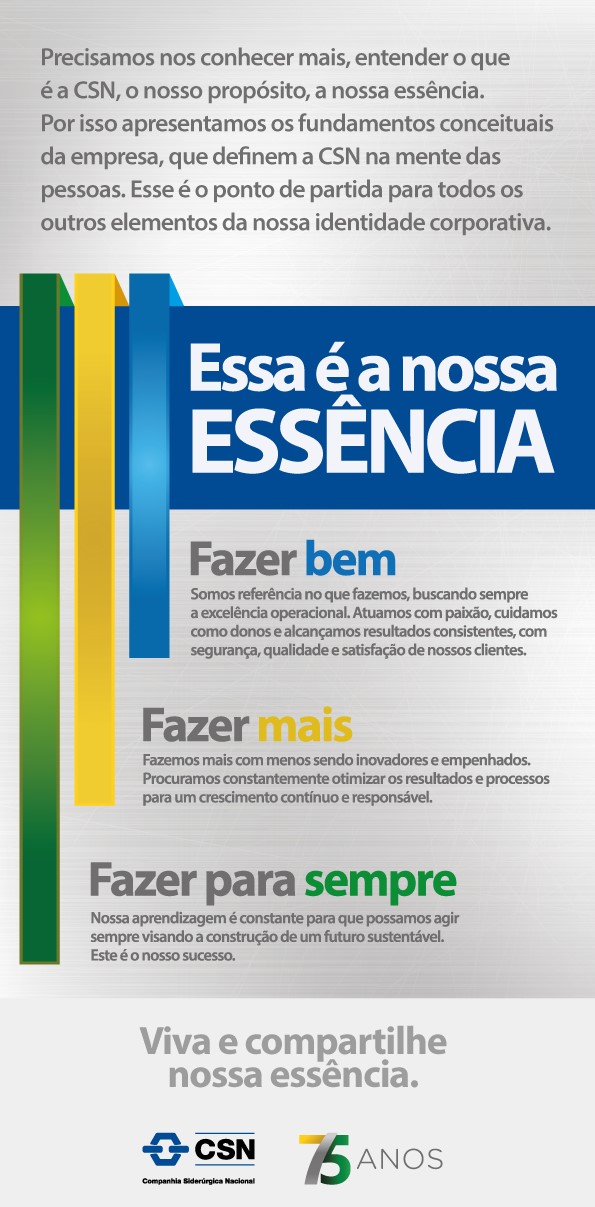 Precisamos nos conhecer mais, entender o que
é a CSN, o nosso propósito, a nossa essência.
Por isso apresentamos os fundamentos conceituais
da empresa, que definem a CSN na mente das
pessoas. Esse é o ponto de partida para todos os
outros elementos da nossa identidade corporativa.
Essa é a nossa
ESSÊNCIA
Fazer bem
Somos referência no que fazemos, buscando sempre
a excelência operacional. Atuamos com paixão, cuidamos
como donos e alcançamos resultados consistentes, com
segurança, qualidade e satisfação de nossos clientes.
Fazer mais
Fazemos mais com menos sendo inovadores e empenhados.
Procuramos constantemente otimizar os resultados e processos
para um crescimento contínuo e responsável.
Fazer para sempre
Nossa aprendizagem é constante para que possamos agir
sempre visando a construção de um futuro sustentável.
Este é o nosso sucesso.
Viva e compartilhe
nossa essência.
CSN
Companhia Siderúrgica Nacional
75 ANOS